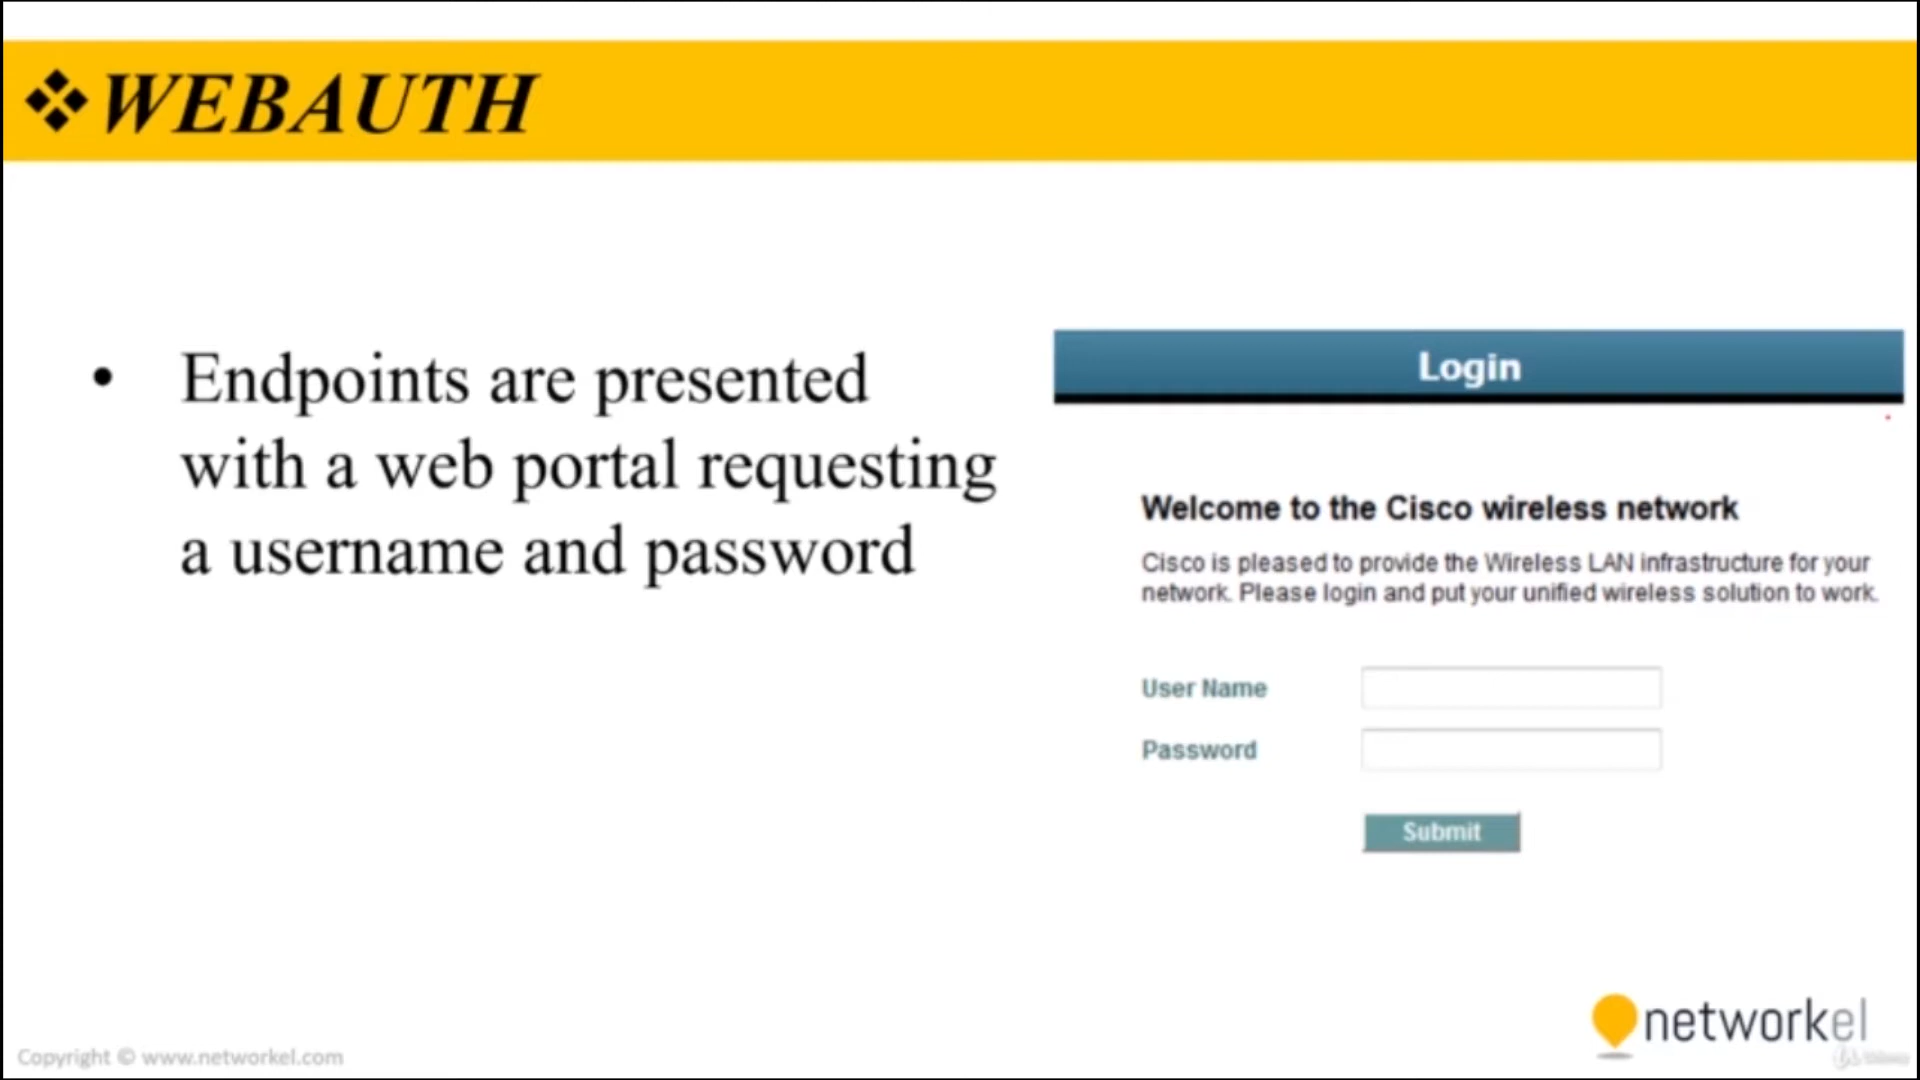 WEBAUTH
• Endpoints are presented
with a web portal requesting
a username and password
Login
Welcome to the Cisco wireless network
Cisco is pleased to provide the Wireless LAN infrastructure for your
network. Please login and put your unified wireless solution to work.
User Name
Password
Submit
networkel
Copyright © www.networkel.com